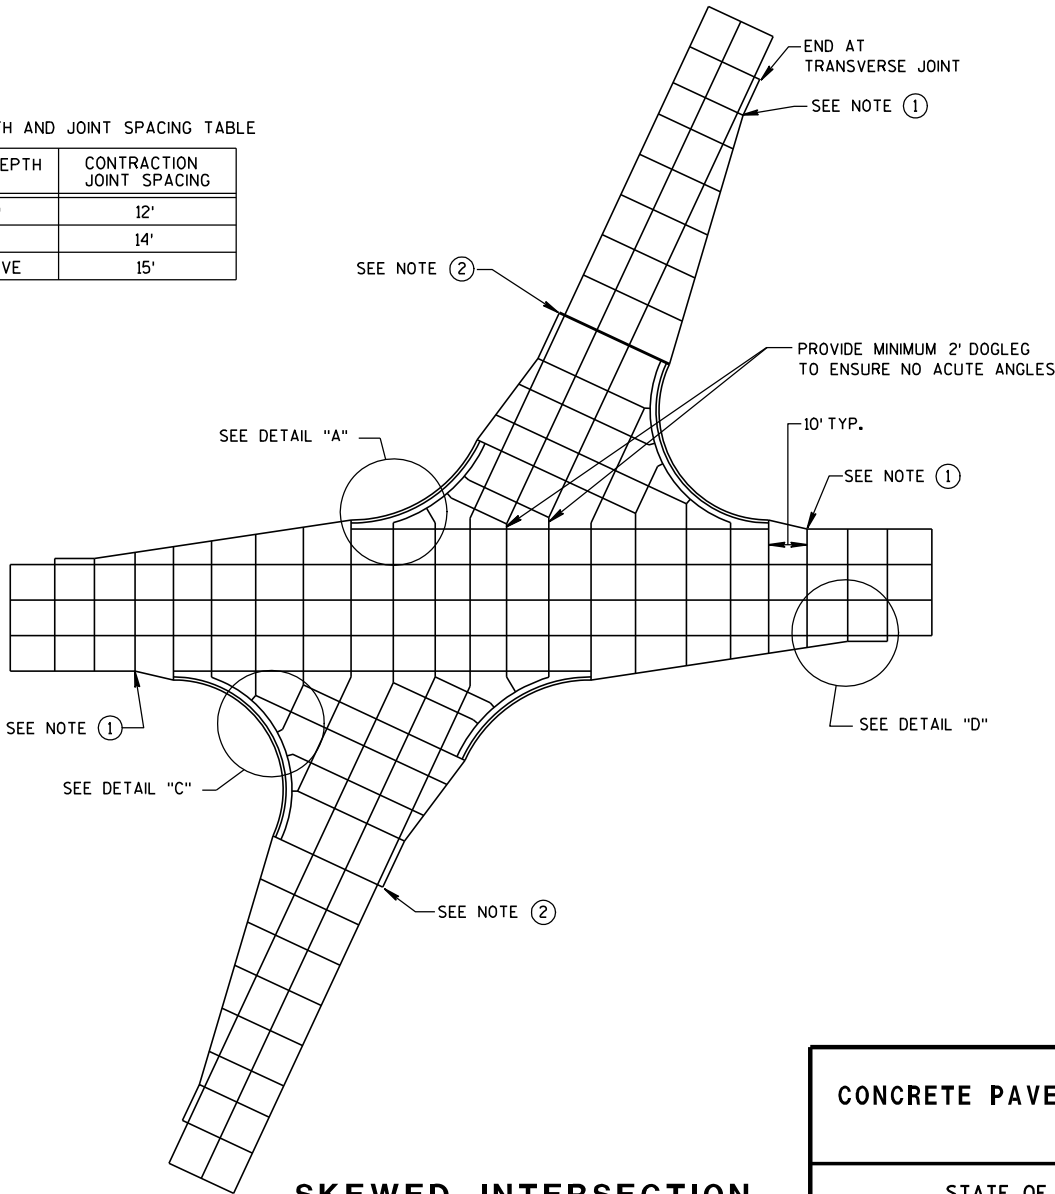 END AT
TRANSVERSE JOINT
SEE NOTE 1
AND JOINT SPACING TABLE
CONTRACTION
JOINT SPACING
12'
14'
15'
SEE NOTE 2
PROVIDE MINIMUM 2' DOGLEG
TO ENSURE NO ACUTE ANGLES
SEE DETAIL "A"
10' TYP.
SEE NOTE 1
SEE NOTE 1
SEE DETAIL "D"
SEE DETAIL "C"
SEE NOTE 2
CONCRETE PAVE
SKEWED INTERSECTION
STATE OF